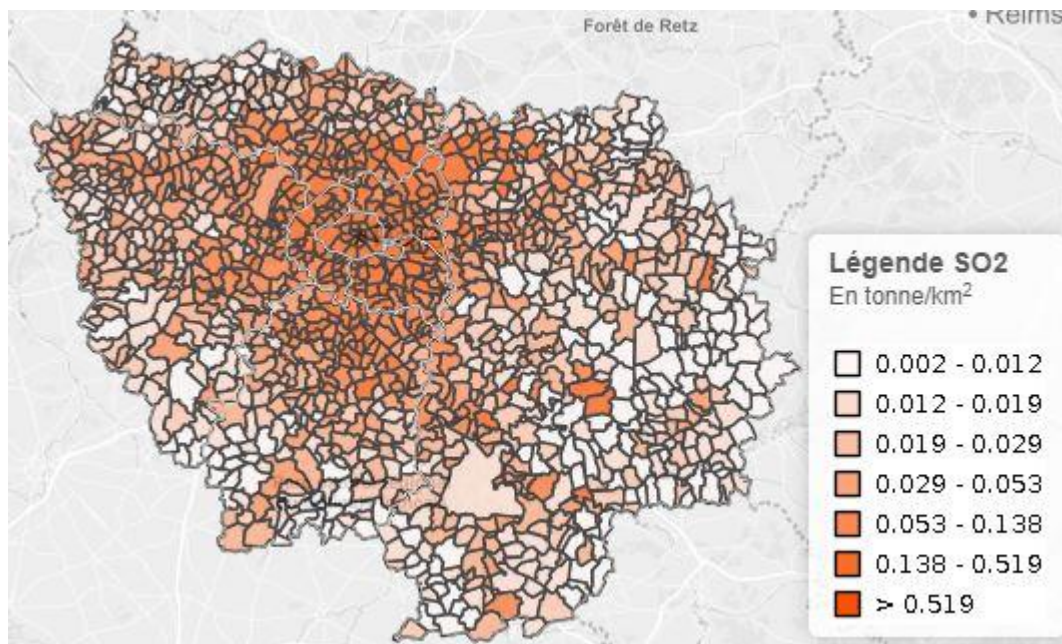 Forêt de Retz
• Reims
Légende SO2
En tonne/km²
0.002 - 0.012
0.012 - 0.019
0.019 - 0.029
0.029 - 0.053
0.053 - 0.138
0.138 - 0.519
> 0.519